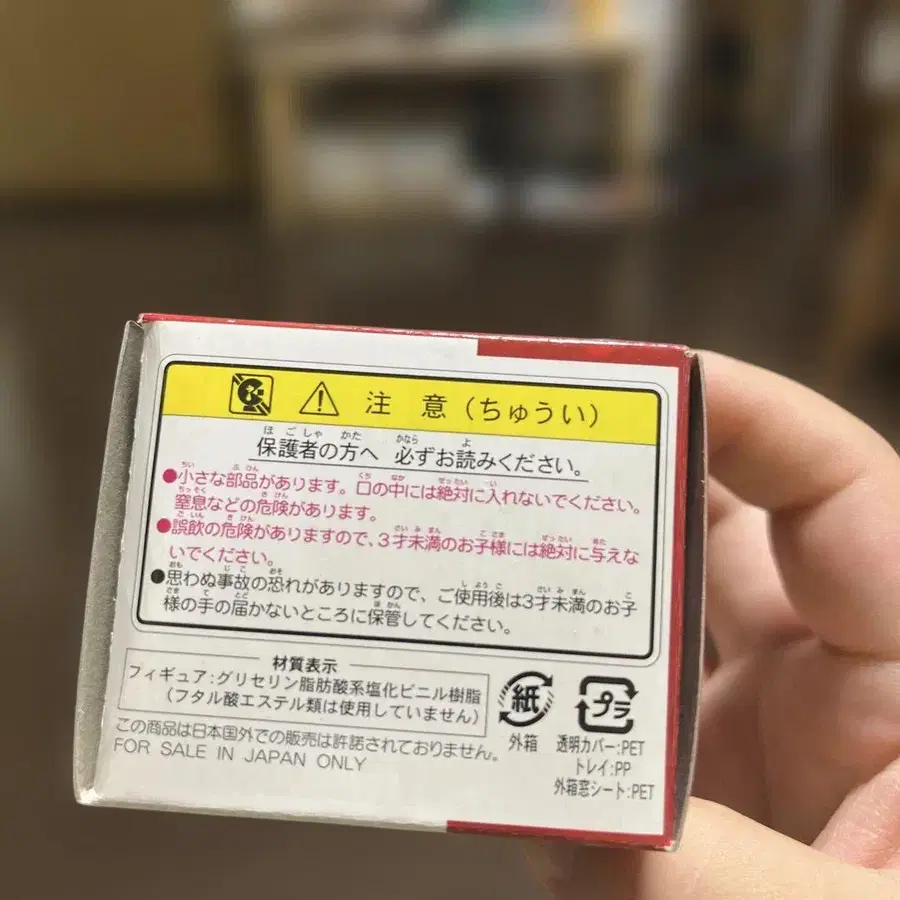 注 意（ちゅうい）
保護者の方へ 必ずお読みください。
●小さな部品があります。口の中には絶対に入れないでください。
窒息などの危険があります。
●誤飲の危険がありますので、3才未満のお子様には絶対に与えな
いでください。
●思わぬ事故の恐れがありますので、ご使用後は3才未満のお子
様の手の届かないところに保管してください。
材質表示
フィギュア：グリセリン脂肪酸系塩化ビニル樹脂
（フタル酸エステル類は使用していません）
この商品は日本国外での販売は許諾されておりません。
FOR SALE IN JAPAN ONLY
紙
外箱
プラ
透明カバー：PET
トレイ：PP
外箱窓シート：PET